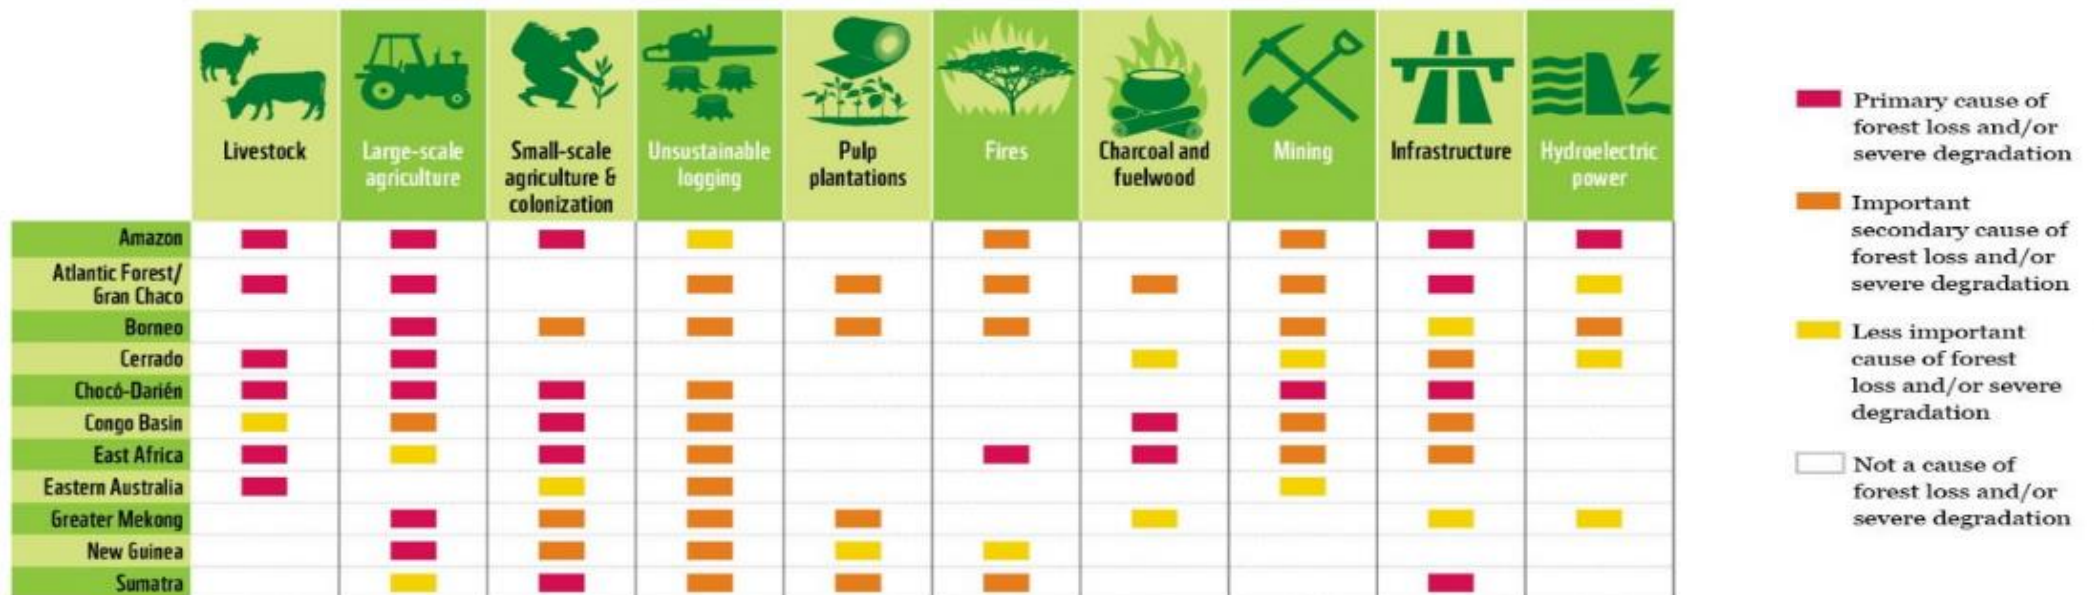 Livestock
Large-scale
agriculture
Small-scale
agriculture &
colonization
Unsustainable
logging
Pulp
plantations
Fires
Charcoal and
fuelwood
Mining
Infrastructure
Hydroelectric
power
Amazon
Atlantic Forest/
Gran Chaco
Borneo
Cerrado
Chocó-Darién
Congo Basin
East Africa
Eastern Australia
Greater Mekong
New Guinea
Sumatra
Primary cause of
forest loss and/or
severe degradation
Important
secondary cause of
forest loss and/or
severe degradation
Less important
cause of forest
loss and/or severe
degradation
Not a cause of
forest loss and/or
severe degradation